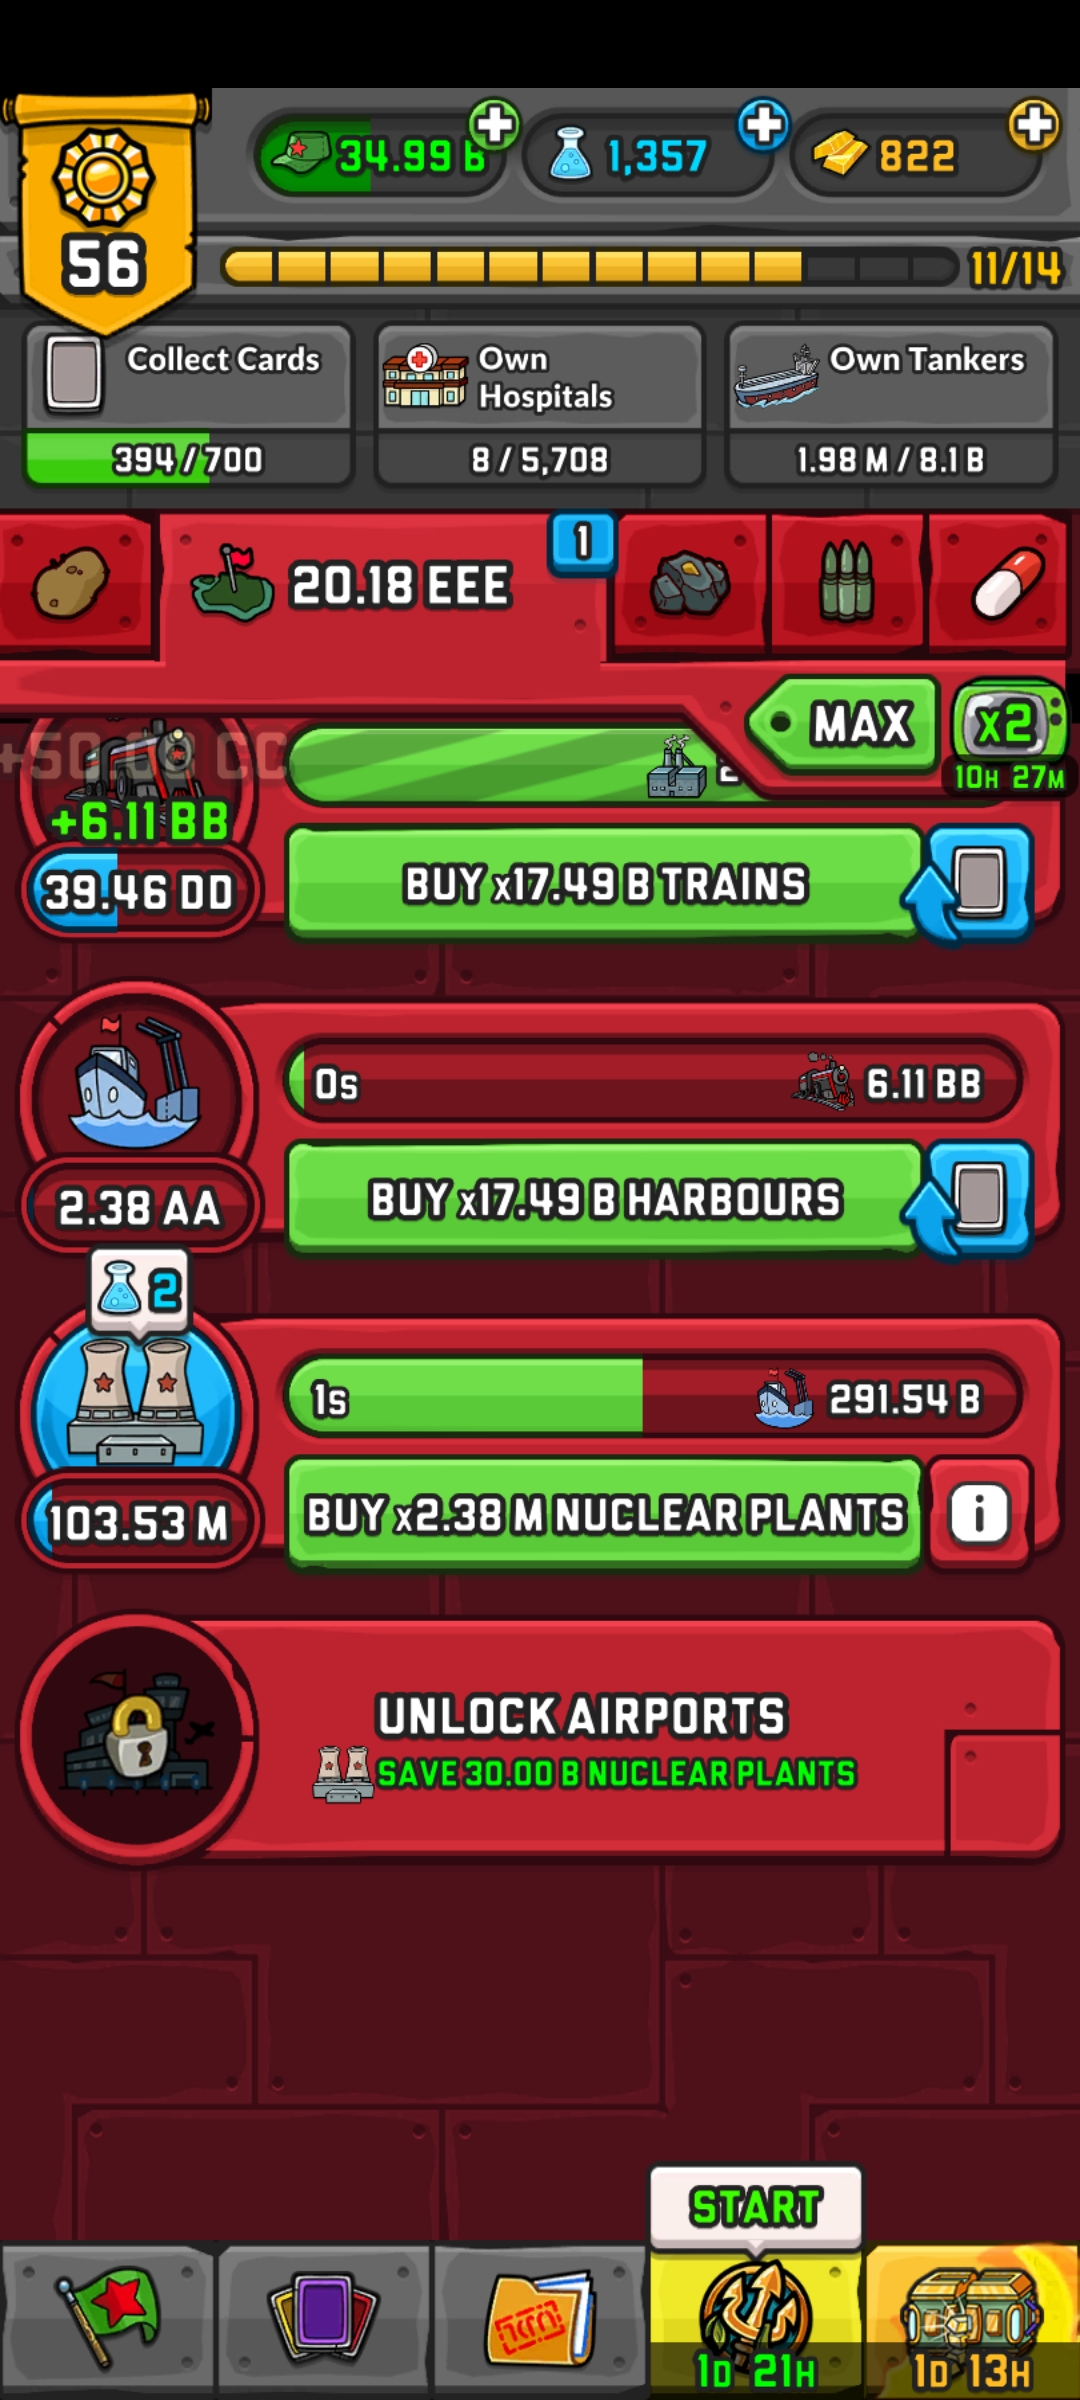 34.99 B
1,357
822
56
11/14
Collect Cards
394/700
Own
Hospitals
8/5,708
Own Tankers
1.98 M/8.1 B
20.18 EEE
1
MAX
x2
10H 27M
+6.11 BB
39.46 DD
BUY x17.49 B TRAINS
0s
6.11 BB
2.38 AA
BUY x17.49 B HARBOURS
2
1s
291.54 B
103.53 M
BUY x2.38 M NUCLEAR PLANTS
i
UNLOCK AIRPORTS
SAVE 30.00 B NUCLEAR PLANTS
START
1D 21H
1D 13H